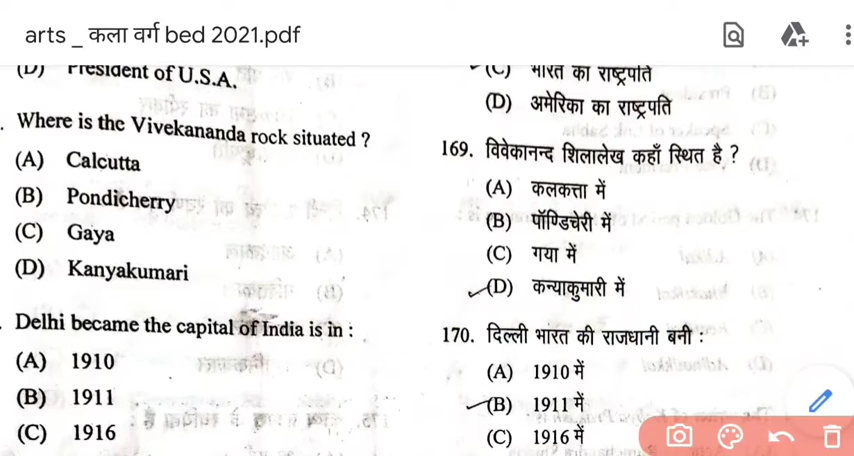 arts _ कला वर्ग bed 2021.pdf
(D) President of U.S.A.
. Where is the Vivekananda rock situated ?
(A) Calcutta
(B) Pondicherry
(C) Gaya
(D) Kanyakumari
. Delhi became the capital of India is in :
(A) 1910
(B) 1911
(C) 1916
(C) भारत का राष्ट्रपति
(D) अमेरिका का राष्ट्रपति
169. विवेकानन्द शिलालेख कहाँ स्थित है ?
(A) कलकत्ता में
(B) पॉण्डिचेरी में
(C) गया में
(D) कन्याकुमारी में
170. दिल्ली भारत की राजधानी बनी :
(A) 1910 में
(B) 1911 में
(C) 1916 में